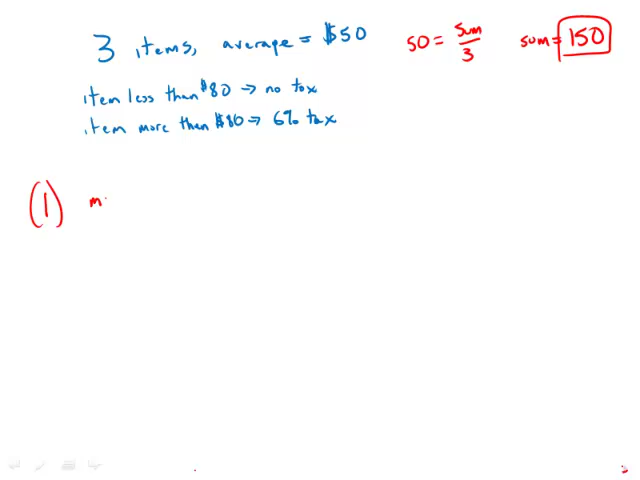 3 items, average = $50
50 = sum/3 sum = 150
item less than $80 → no tax
item more than $80 → 6% tax
(1) m